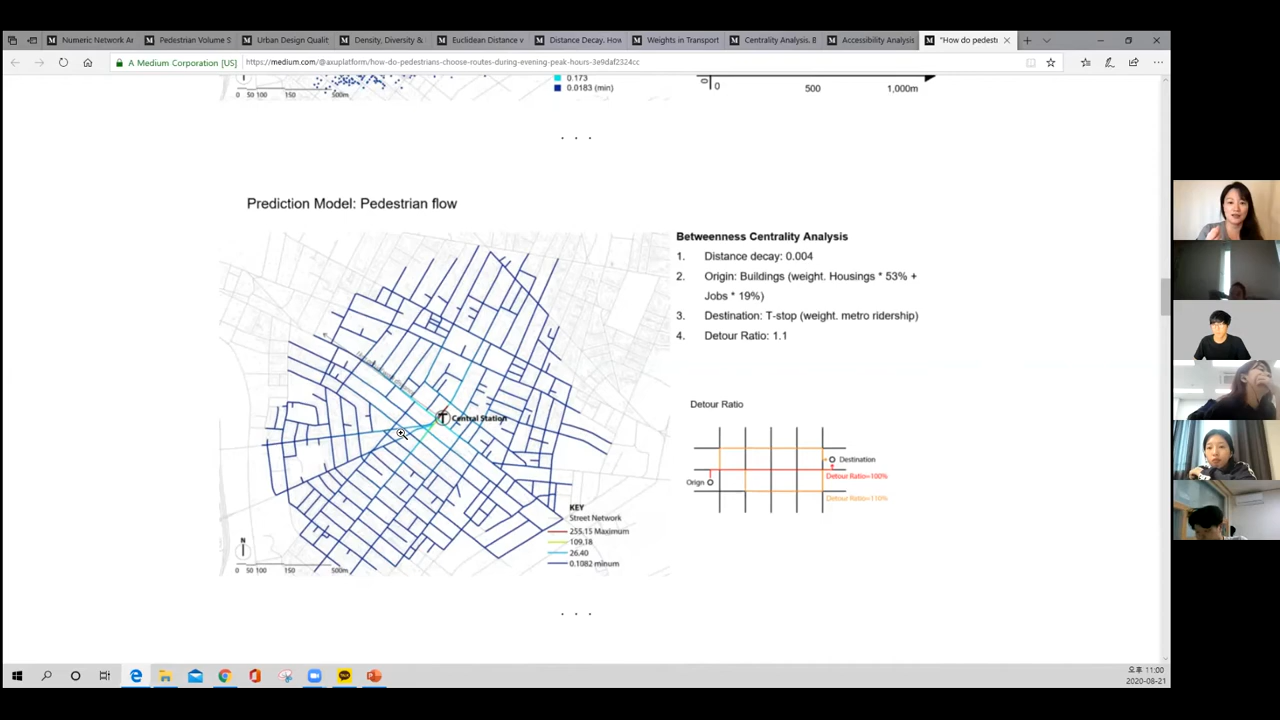 Numeric Network An
Pedestrian Volume S
Urban Design Qualit
Density, Diversity &
Euclidean Distance v
Distance Decay. How
Weights in Transport
Centrality Analysis. B
Accessibility Analysis
"How do pedestri
A Medium Corporation [US]
https://medium.com/@axuplatform/how-do-pedestrians-choose-routes-during-evening-peak-hours-3e9daf2324cc
0 50 100 150 500m
0.173
0.0183 (min)
0
0 500 1,000m
Prediction Model: Pedestrian flow
Betweenness Centrality Analysis
1. Distance decay: 0.004
2. Origin: Buildings (weight. Housings * 53% +
Jobs * 19%)
3. Destination: T-stop (weight. metro ridership)
4. Detour Ratio: 1.1
Central Station
Detour Ratio
Destination
Detour Ratio=100%
Origin
Detour Ratio=110%
KEY
Street Network
255.15 Maximum
109.18
26.40
0.1082 minum
N
0 50 100 150 500m
오후 11:00
2020-08-21